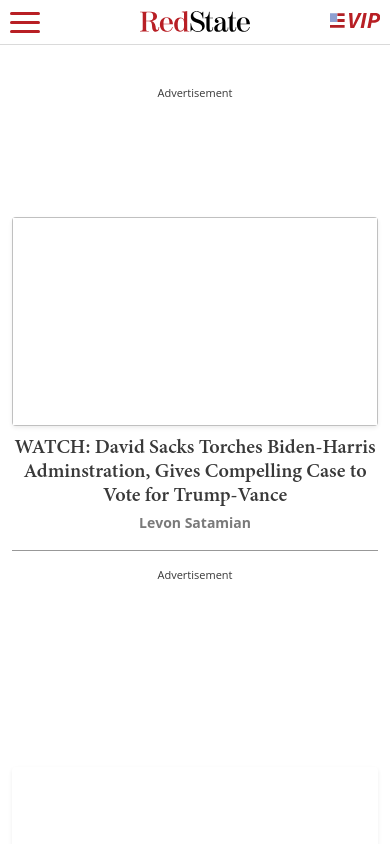 RedState
VIP
Advertisement
WATCH: David Sacks Torches Biden-Harris
Adminstration, Gives Compelling Case to
Vote for Trump-Vance
Levon Satamian
Advertisement